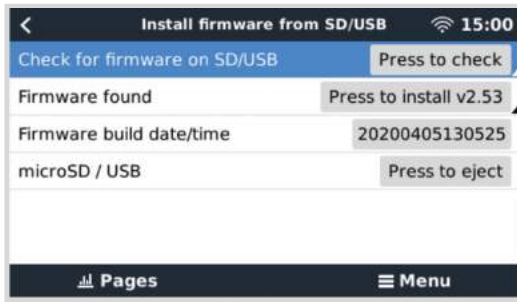 Install firmware from SD/USB 15:00
Check for firmware on SD/USB Press to check
Firmware found Press to install v2.53
Firmware build date/time 20200405130525
microSD / USB Press to eject
Pages Menu